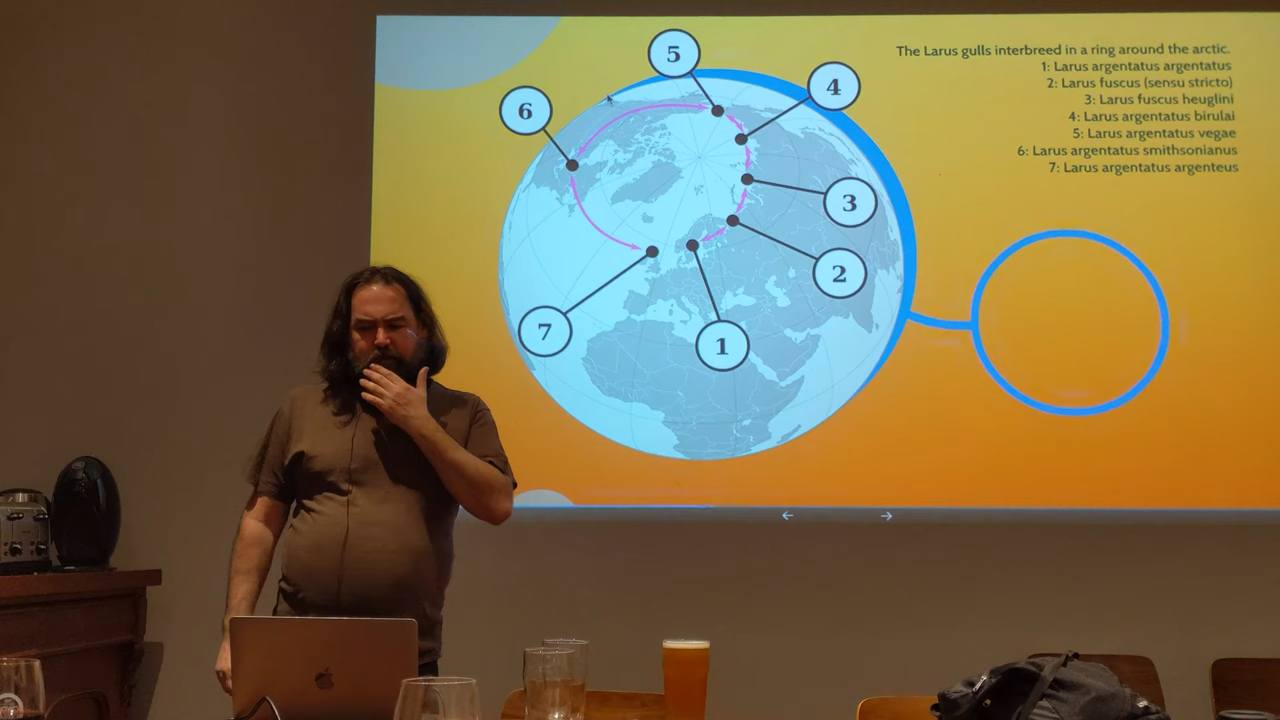 The Larus gulls interbreed in a ring around the arctic.
1: Larus argentatus argentatus
2: Larus fuscus (sensu stricto)
3: Larus fuscus heuglini
4: Larus argentatus birulai
5: Larus argentatus vegae
6: Larus argentatus smithsonianus
7: Larus argentatus argenteus
5
4
6
3
2
7
1